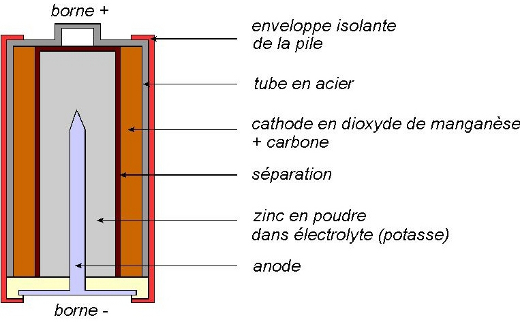 borne +
enveloppe isolante
de la pile
tube en acier
cathode en dioxyde de manganèse
+ carbone
séparation
zinc en poudre
dans électrolyte (potasse)
anode
borne -